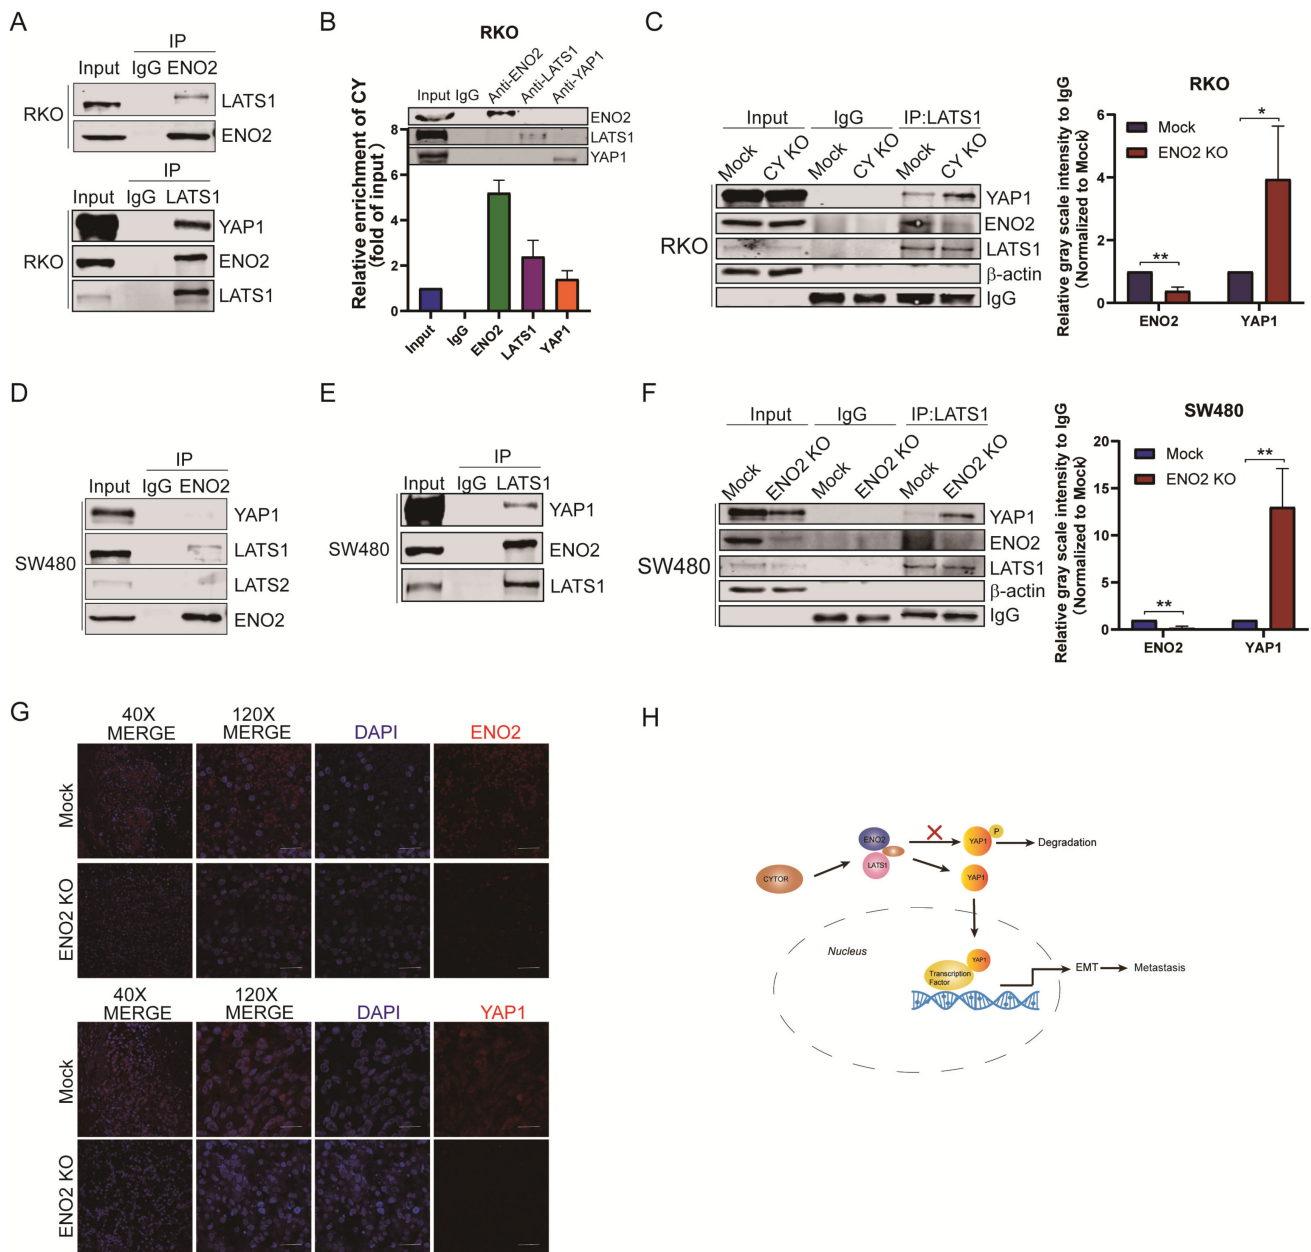 A
IP
Input IgG ENO2
RKO
LATS1
ENO2
IP
Input IgG LATS1
RKO
YAP1
ENO2
LATS1
B
RKO
Anti-ENO2
Anti-LATS1
Anti-YAP1
Input IgG
ENO2
LATS1
YAP1
Relative enrichment of CY
(fold of input)
8
6
4
2
0
Input
IgG
ENO2
LATS1
YAP1
C
Input IgG IP:LATS1
Mock CY KO Mock CY KO Mock CY KO
RKO
YAP1
ENO2
LATS1
β-actin
IgG
RKO
Relative gray scale intensity to IgG
(Normalized to Mock)
6
4
2
0
Mock
ENO2 KO
**
*
ENO2 YAP1
D
IP
Input IgG ENO2
SW480
YAP1
LATS1
LATS2
ENO2
E
IP
Input IgG LATS1
SW480
YAP1
ENO2
LATS1
F
Input IgG IP:LATS1
Mock ENO2 KO Mock ENO2 KO Mock ENO2 KO
SW480
YAP1
ENO2
LATS1
β-actin
IgG
SW480
Relative gray scale intensity to IgG
(Normalized to Mock)
20
15
10
5
0
Mock
ENO2 KO
**
**
ENO2 YAP1
G
40X
MERGE
120X
MERGE
DAPI
ENO2
Mock
ENO2 KO
40X
MERGE
120X
MERGE
DAPI
YAP1
Mock
ENO2 KO
H
CYTOR
ENO2
LATS1
YAP1
P
Degradation
YAP1
Nucleus
YAP1
Transcription
Factor
EMT
Metastasis